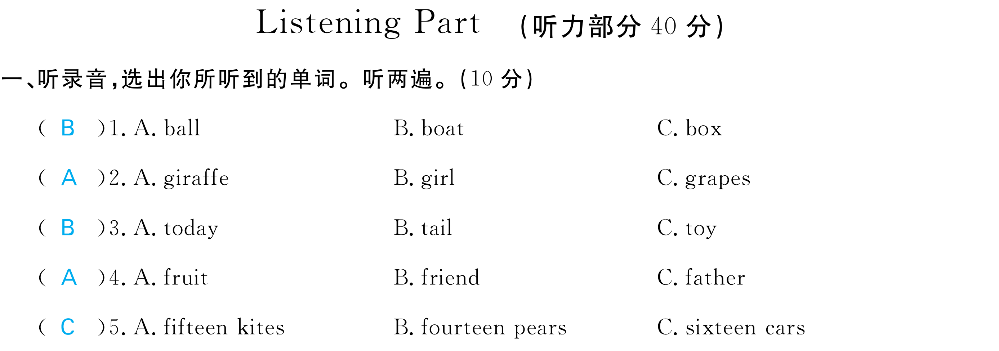 Listening Part (听力部分 40 分)
一、听录音,选出你所听到的单词。听两遍。(10 分)
( B )1. A. ball B. boat C. box
( A )2. A. giraffe B. girl C. grapes
( B )3. A. today B. tail C. toy
( A )4. A. fruit B. friend C. father
( C )5. A. fifteen kites B. fourteen pears C. sixteen cars